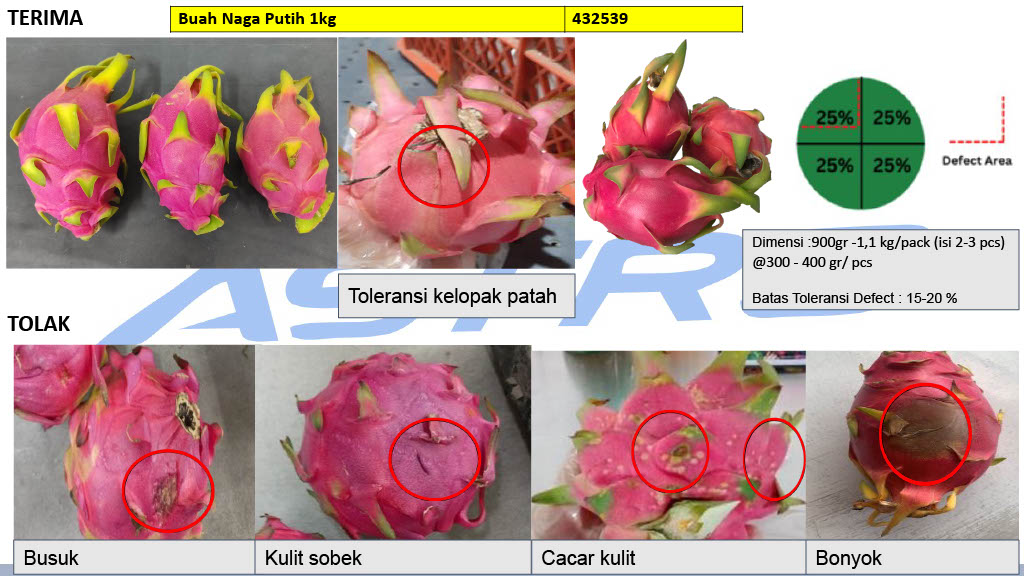 TERIMA
Buah Naga Putih 1kg
432539
25% 25%
25% 25%
Defect Area
Dimensi :900gr -1,1 kg/pack (isi 2-3 pcs)
@300 - 400 gr/ pcs
Batas Toleransi Defect : 15-20 %
Toleransi kelopak patah
ASTRO
TOLAK
Busuk
Kulit sobek
Cacar kulit
Bonyok